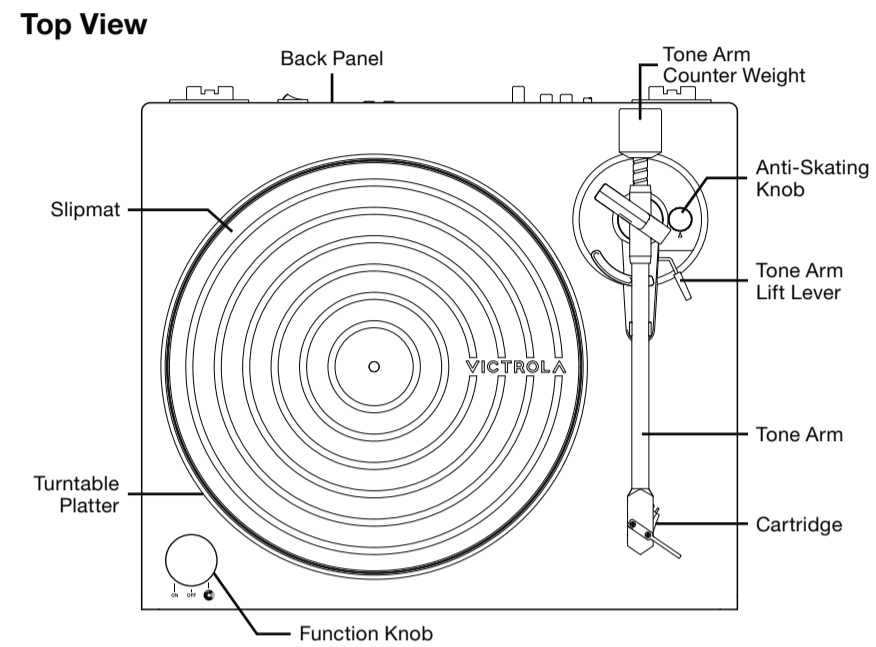 Top View
Back Panel
Tone Arm
Counter Weight
Anti-Skating
Knob
Slipmat
Tone Arm
Lift Lever
VICTROLA
Tone Arm
Turntable
Platter
Cartridge
ON OFF
Function Knob